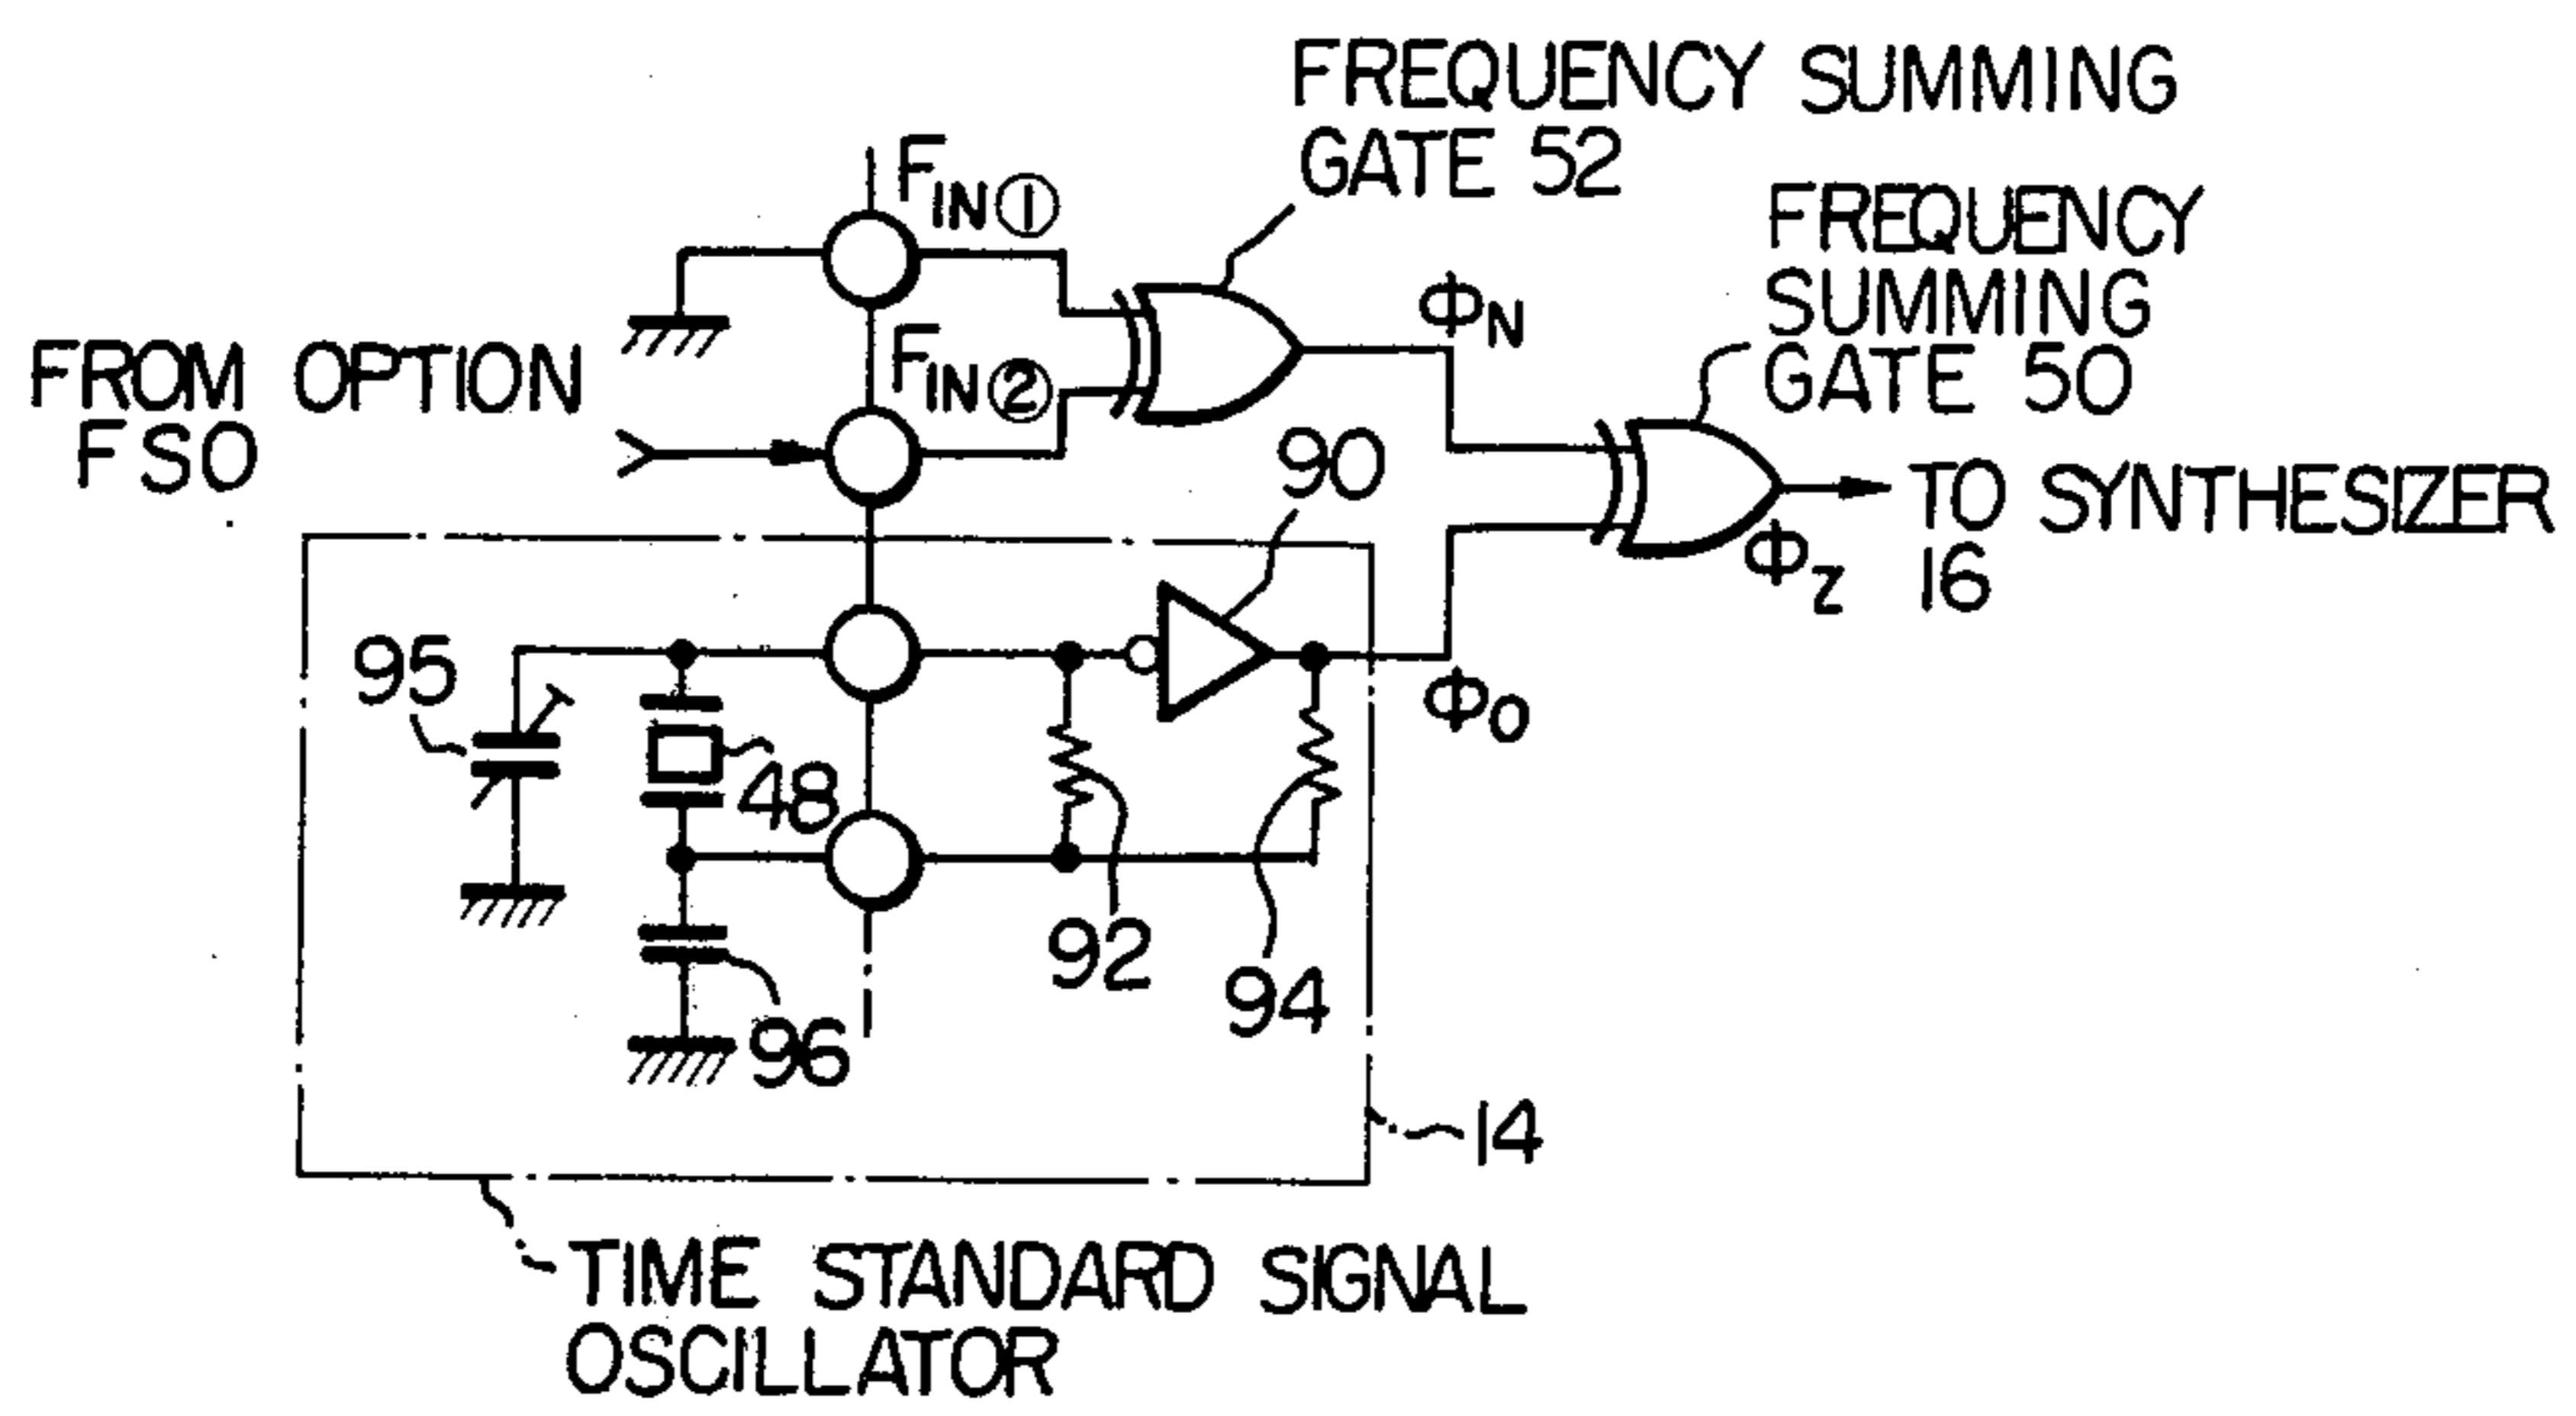 FREQUENCY SUMMING
GATE 52
FIN①
FREQUENCY
SUMMING
GATE 50
FIN②
ΦN
FROM OPTION
FSO
90
TO SYNTHESIZER
16
ΦZ
95
48
ΦO
92
94
96
14
TIME STANDARD SIGNAL
OSCILLATOR